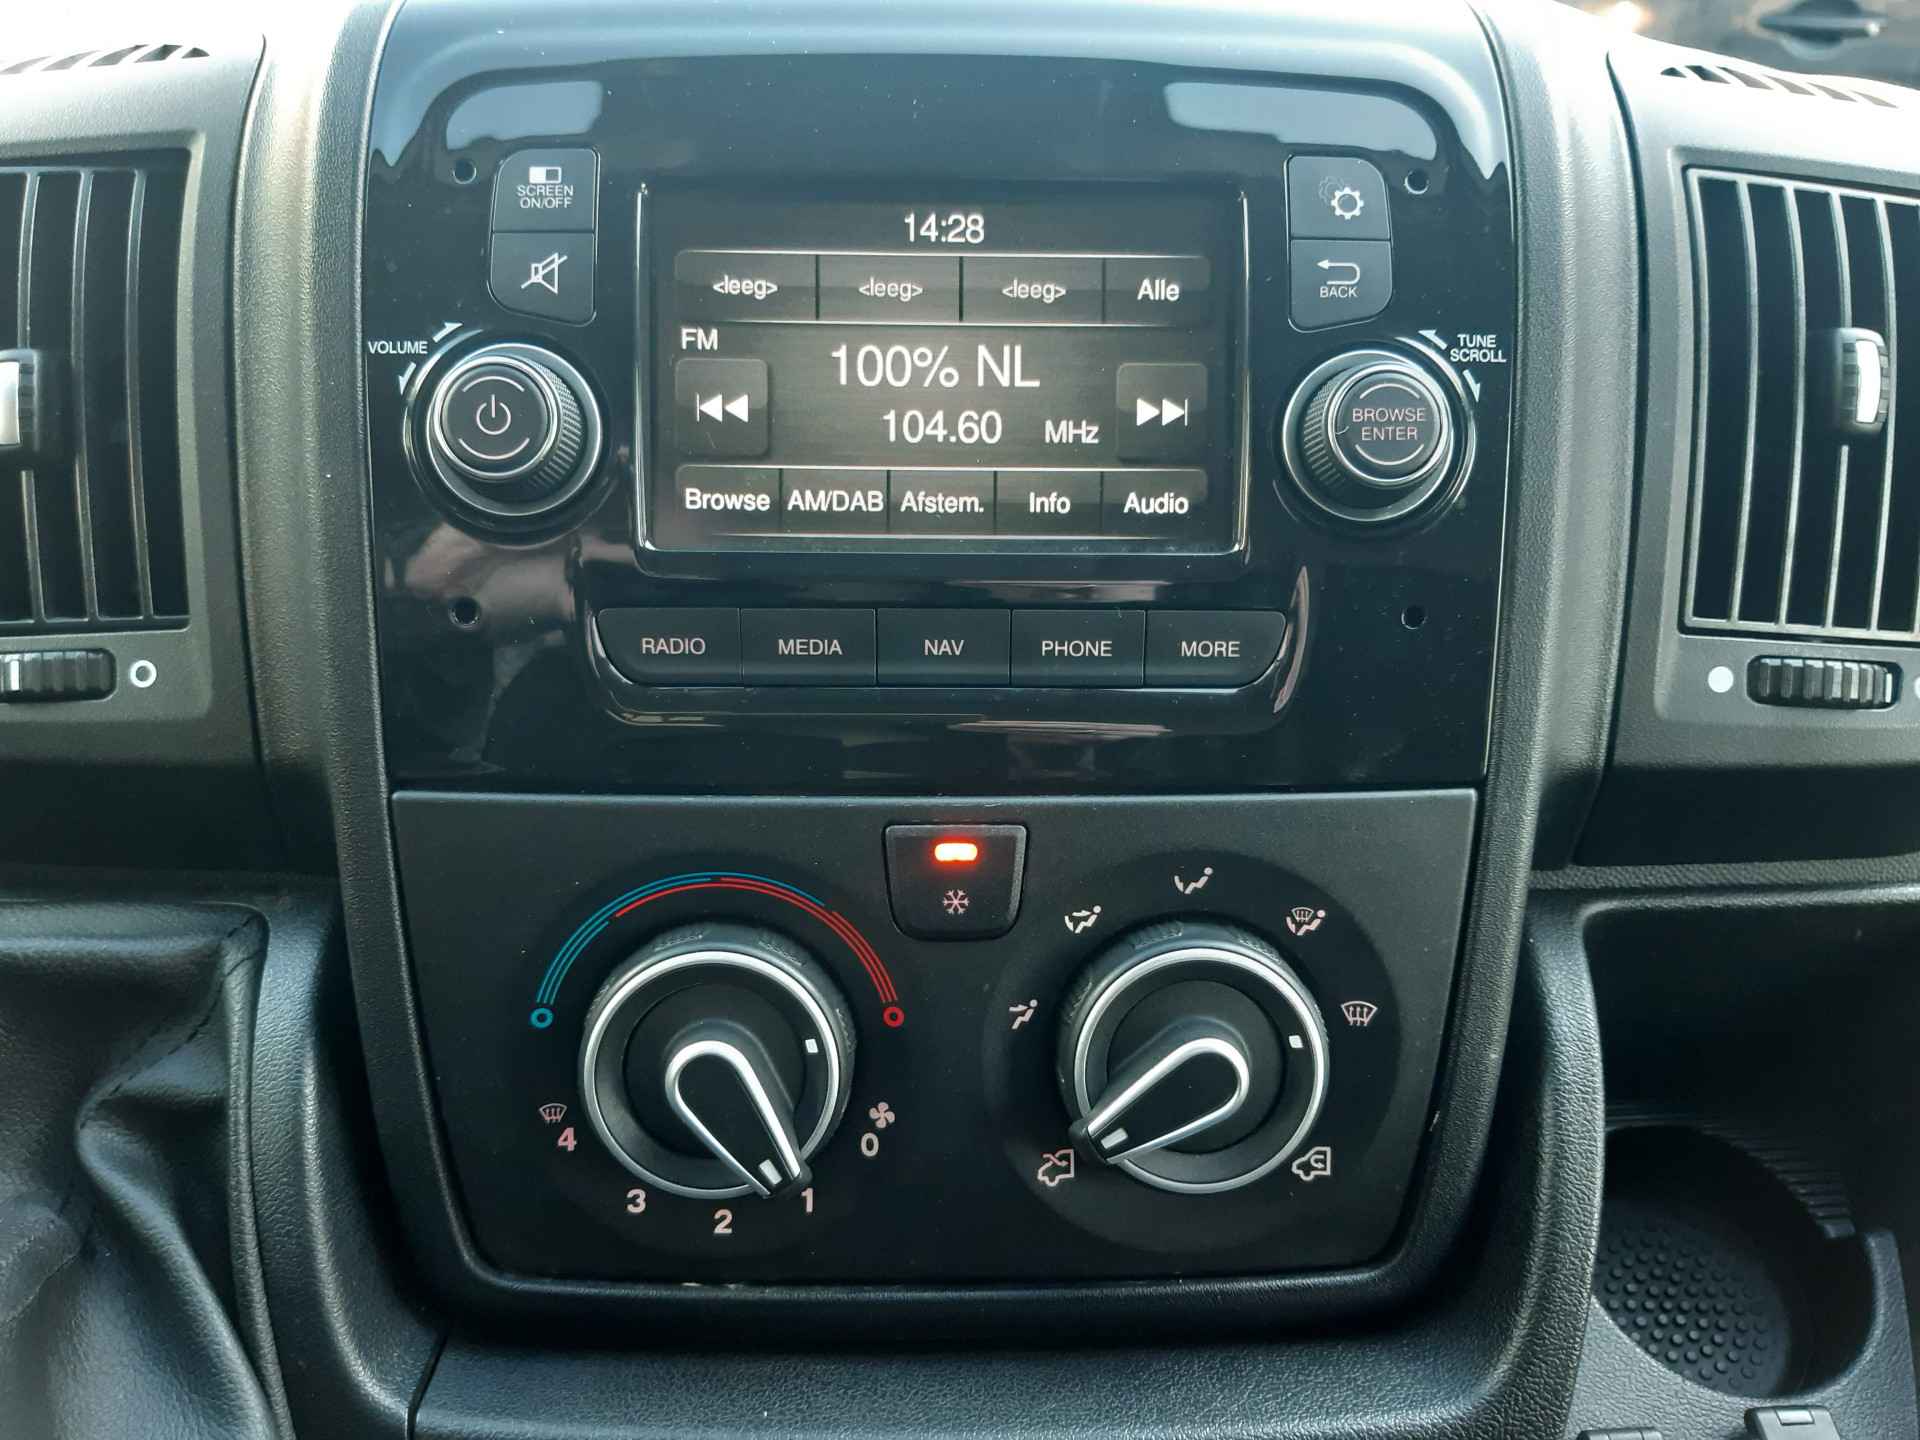 SCREEN
ON/OFF
14:28
<leeg> <leeg> <leeg> Alle
BACK
VOLUME
FM
100% NL
104.60 MHz
TUNE
SCROLL
BROWSE
ENTER
Browse AM/DAB Afstem. Info Audio
RADIO MEDIA NAV PHONE MORE
4
3
2
1
0